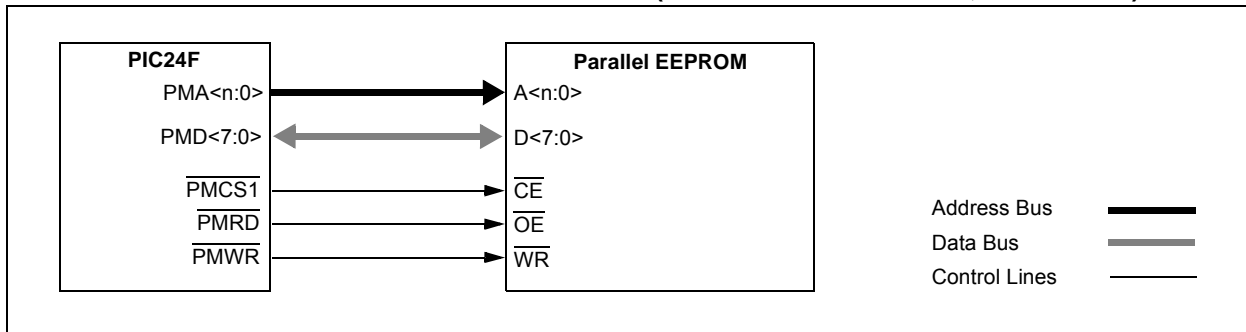 PIC24F
Parallel EEPROM
PMA<n:0>
A<n:0>
PMD<7:0>
D<7:0>
PMCS1
CE
PMRD
OE
PMWR
WR
Address Bus
Data Bus
Control Lines